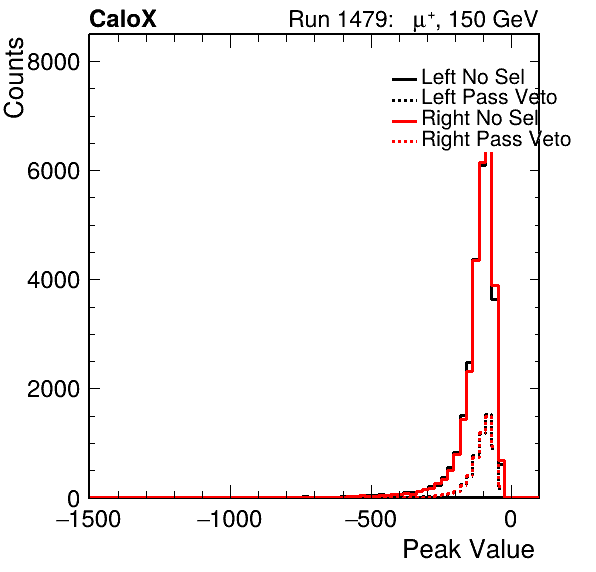 CaloX Run 1479: μ⁺, 150 GeV
Counts
8000
6000
4000
2000
0
Left No Sel
Left Pass Veto
Right No Sel
Right Pass Veto
−1500 −1000 −500 0
Peak Value